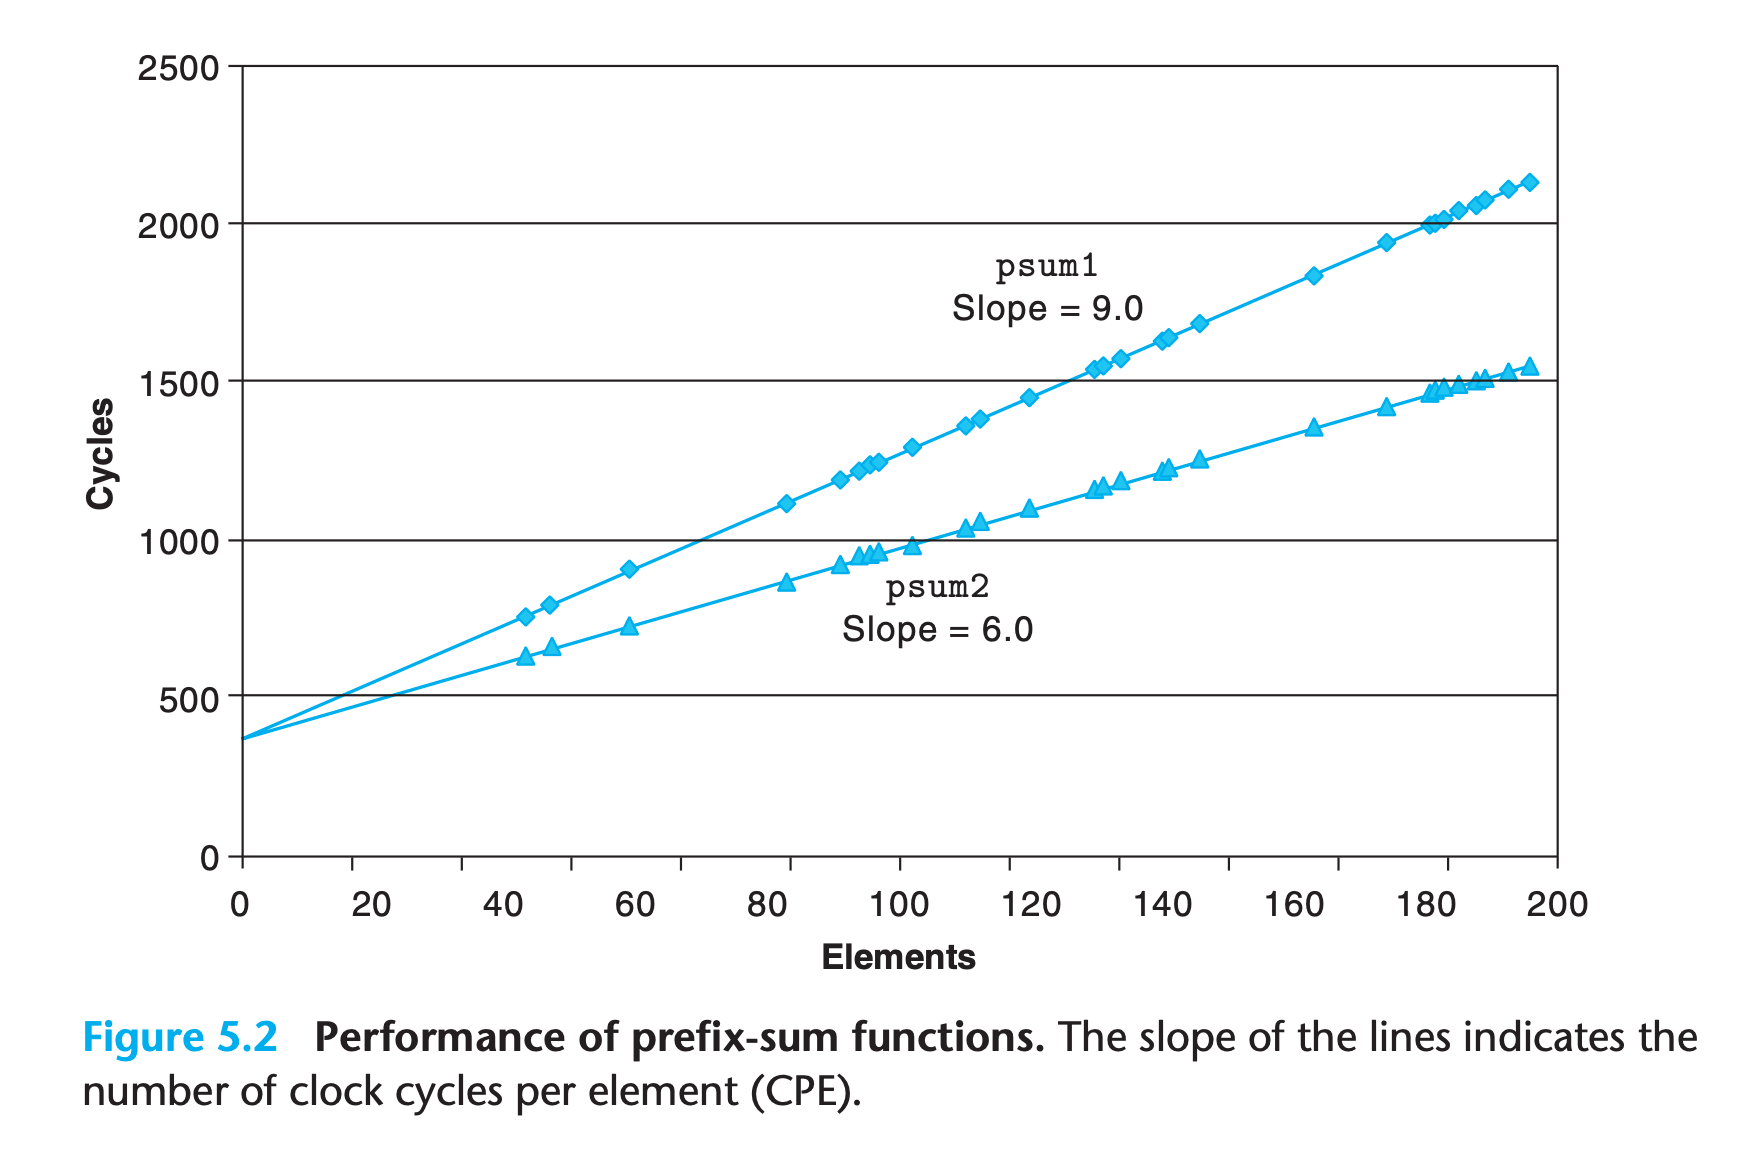 2500
2000
1500
1000
500
0
Cycles
psum1
Slope = 9.0
psum2
Slope = 6.0
0 20 40 60 80 100 120 140 160 180 200
Elements
Figure 5.2 Performance of prefix-sum functions. The slope of the lines indicates the
number of clock cycles per element (CPE).